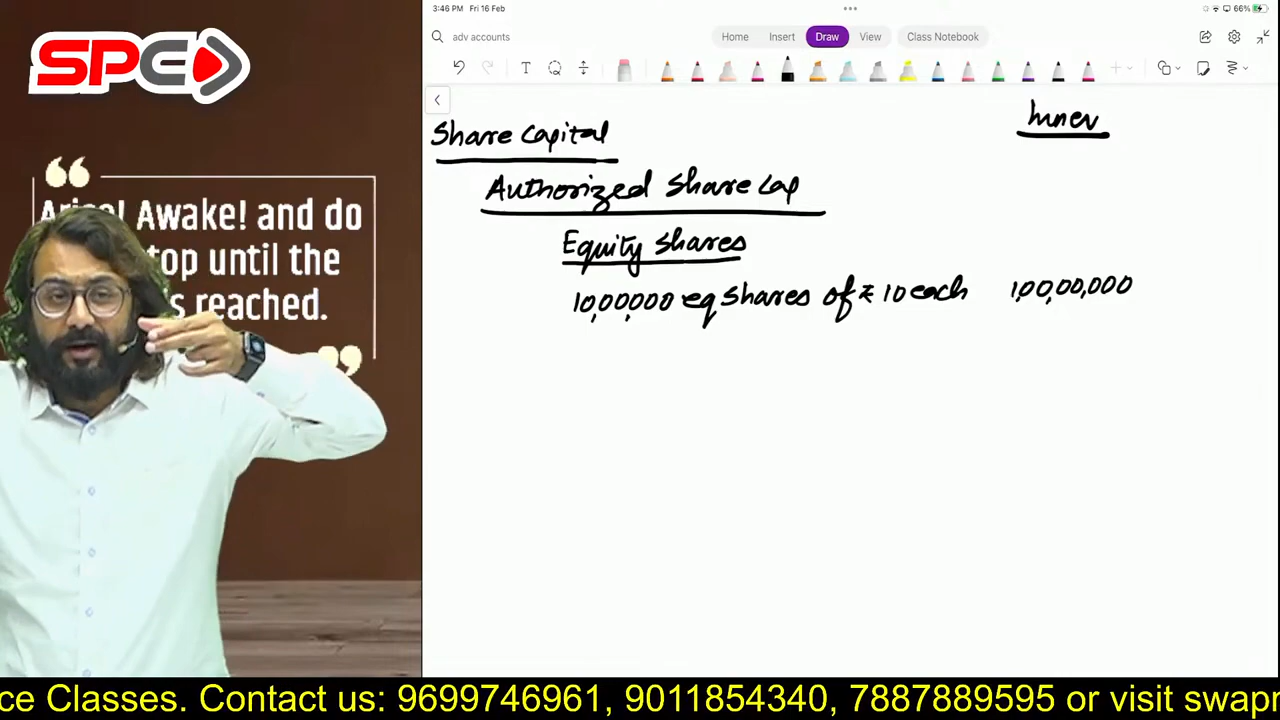 3:46 PM Fri 16 Feb
66%
SPE
adv accounts
Home Insert Draw View Class Notebook
T
Inner
Share Capital
Authorized Share Cap
Equity Shares
10,00,000 eq Shares of ₹ 10 each 1,00,00,000
Arise! Awake! and do
top until the
s reached.
ce Classes. Contact us: 9699746961, 9011854340, 7887889595 or visit swapn